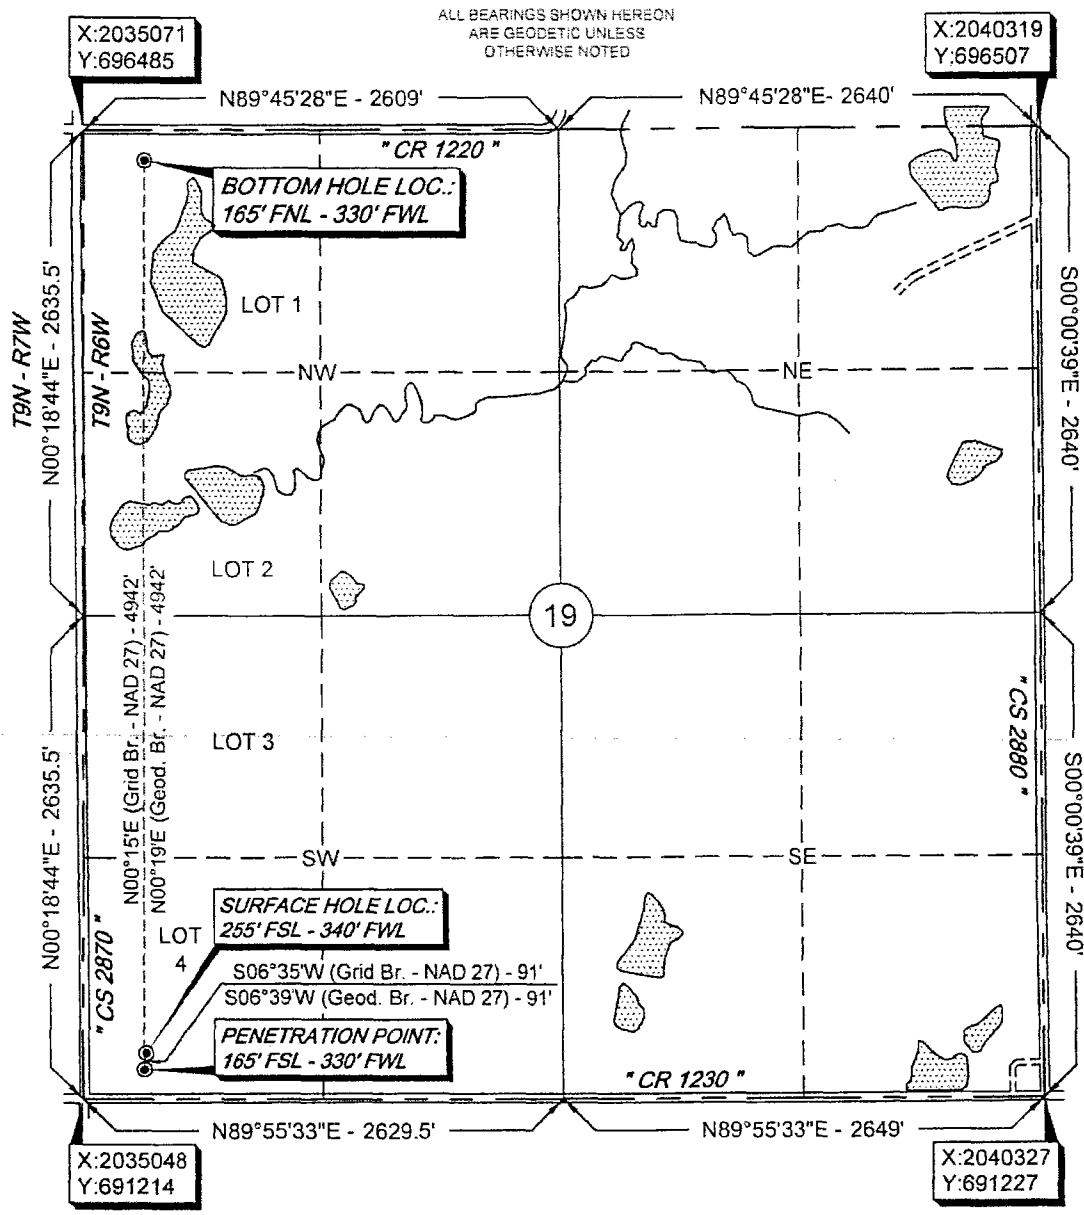 ALL BEARINGS SHOWN HEREON
ARE GEODETIC UNLESS
OTHERWISE NOTED
X:2035071
Y:696485
X:2040319
Y:696507
N89°45'28"E - 2609'
N89°45'28"E- 2640'
" CR 1220 "
BOTTOM HOLE LOC.:
165' FNL - 330' FWL
LOT 1
T9N - R7W
N00°18'44"E - 2635.5'
T9N - R6W
NW
NE
S00°00'39"E - 2640'
LOT 2
19
N00°15'E (Grid Br. - NAD 27) - 4942'
N00°19'E (Geod. Br. - NAD 27) - 4942'
LOT 3
" CS 2880 "
N00°18'44"E - 2635.5'
S00°00'39"E - 2640'
SW
SE
SURFACE HOLE LOC.:
255' FSL - 340' FWL
LOT
4
" CS 2870 "
S06°35'W (Grid Br. - NAD 27) - 91'
S06°39'W (Geod. Br. - NAD 27) - 91'
PENETRATION POINT:
165' FSL - 330' FWL
" CR 1230 "
N89°55'33"E - 2629.5'
N89°55'33"E - 2649'
X:2035048
Y:691214
X:2040327
Y:691227